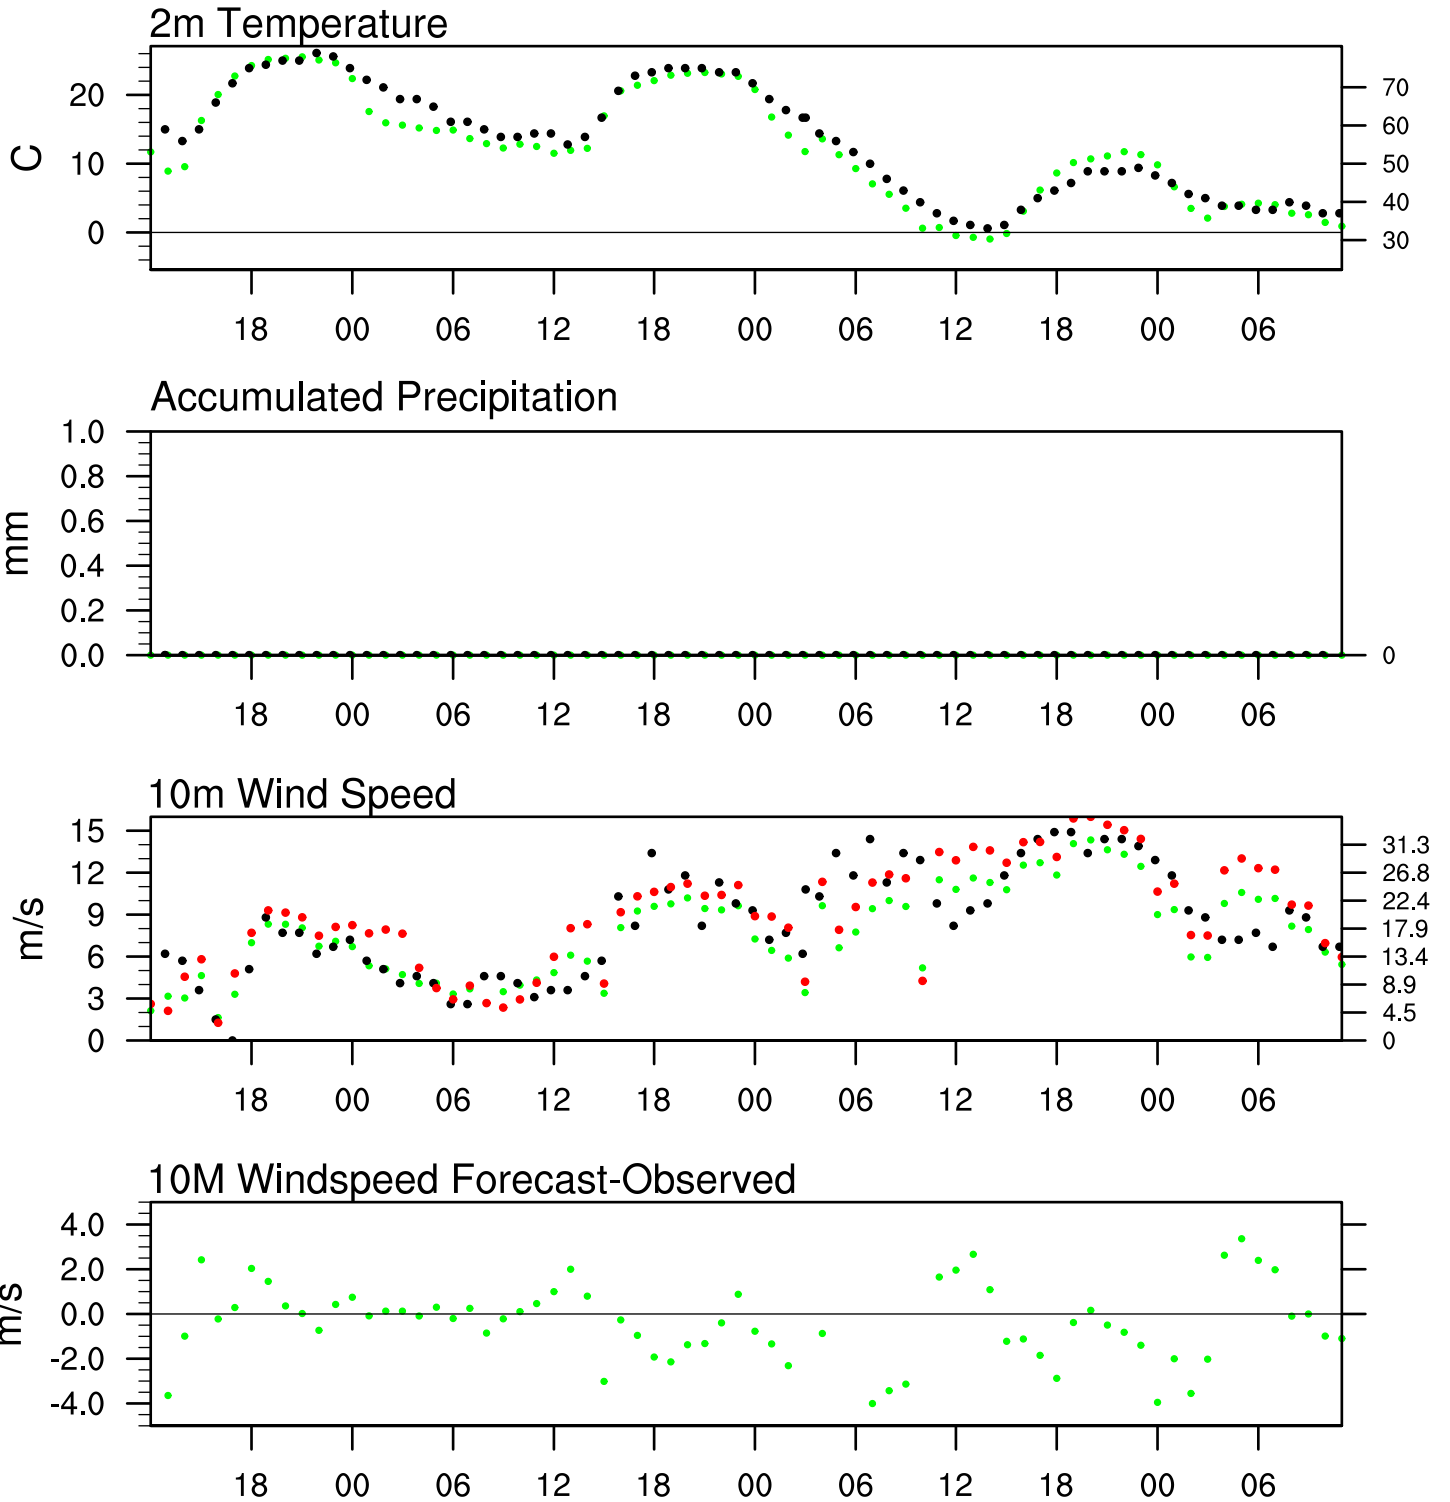 2m Temperature
C
20
10
0
70
60
50
40
30
18 00 06 12 18 00 06 12 18 00 06
Accumulated Precipitation
mm
1.0
0.8
0.6
0.4
0.2
0.0
0
18 00 06 12 18 00 06 12 18 00 06
10m Wind Speed
m/s
15
12
9
6
3
0
31.3
26.8
22.4
17.9
13.4
8.9
4.5
0
18 00 06 12 18 00 06 12 18 00 06
10M Windspeed Forecast-Observed
m/s
4.0
2.0
0.0
-2.0
-4.0
18 00 06 12 18 00 06 12 18 00 06